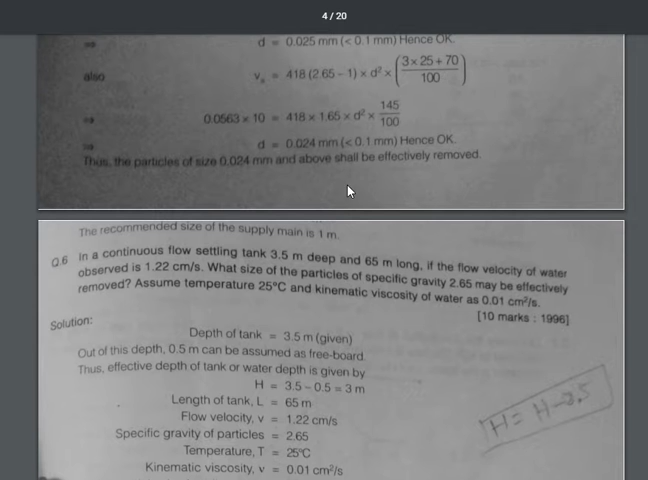 4 / 20
⇒ d = 0.025 mm (< 0.1 mm) Hence OK.
also vₛ = 418 (2.65 – 1) × d² × (3 × 25 + 70 / 100)
⇒ 0.0563 × 10 = 418 × 1.65 × d² × 145 / 100
⇒ d = 0.024 mm (< 0.1 mm) Hence OK.
Thus, the particles of size 0.024 mm and above shall be effectively removed.
The recommended size of the supply main is 1 m.
Q.6 In a continuous flow settling tank 3.5 m deep and 65 m long, if the flow velocity of water
observed is 1.22 cm/s. What size of the particles of specific gravity 2.65 may be effectively
removed? Assume temperature 25°C and kinematic viscosity of water as 0.01 cm²/s.
[10 marks : 1996]
Solution:
Depth of tank = 3.5 m (given)
Out of this depth, 0.5 m can be assumed as free-board.
Thus, effective depth of tank or water depth is given by
H = 3.5 – 0.5 = 3 m
Length of tank, L = 65 m
Flow velocity, v = 1.22 cm/s
Specific gravity of particles = 2.65
Temperature, T = 25°C
Kinematic viscosity, ν = 0.01 cm²/s
H = H – 0.5